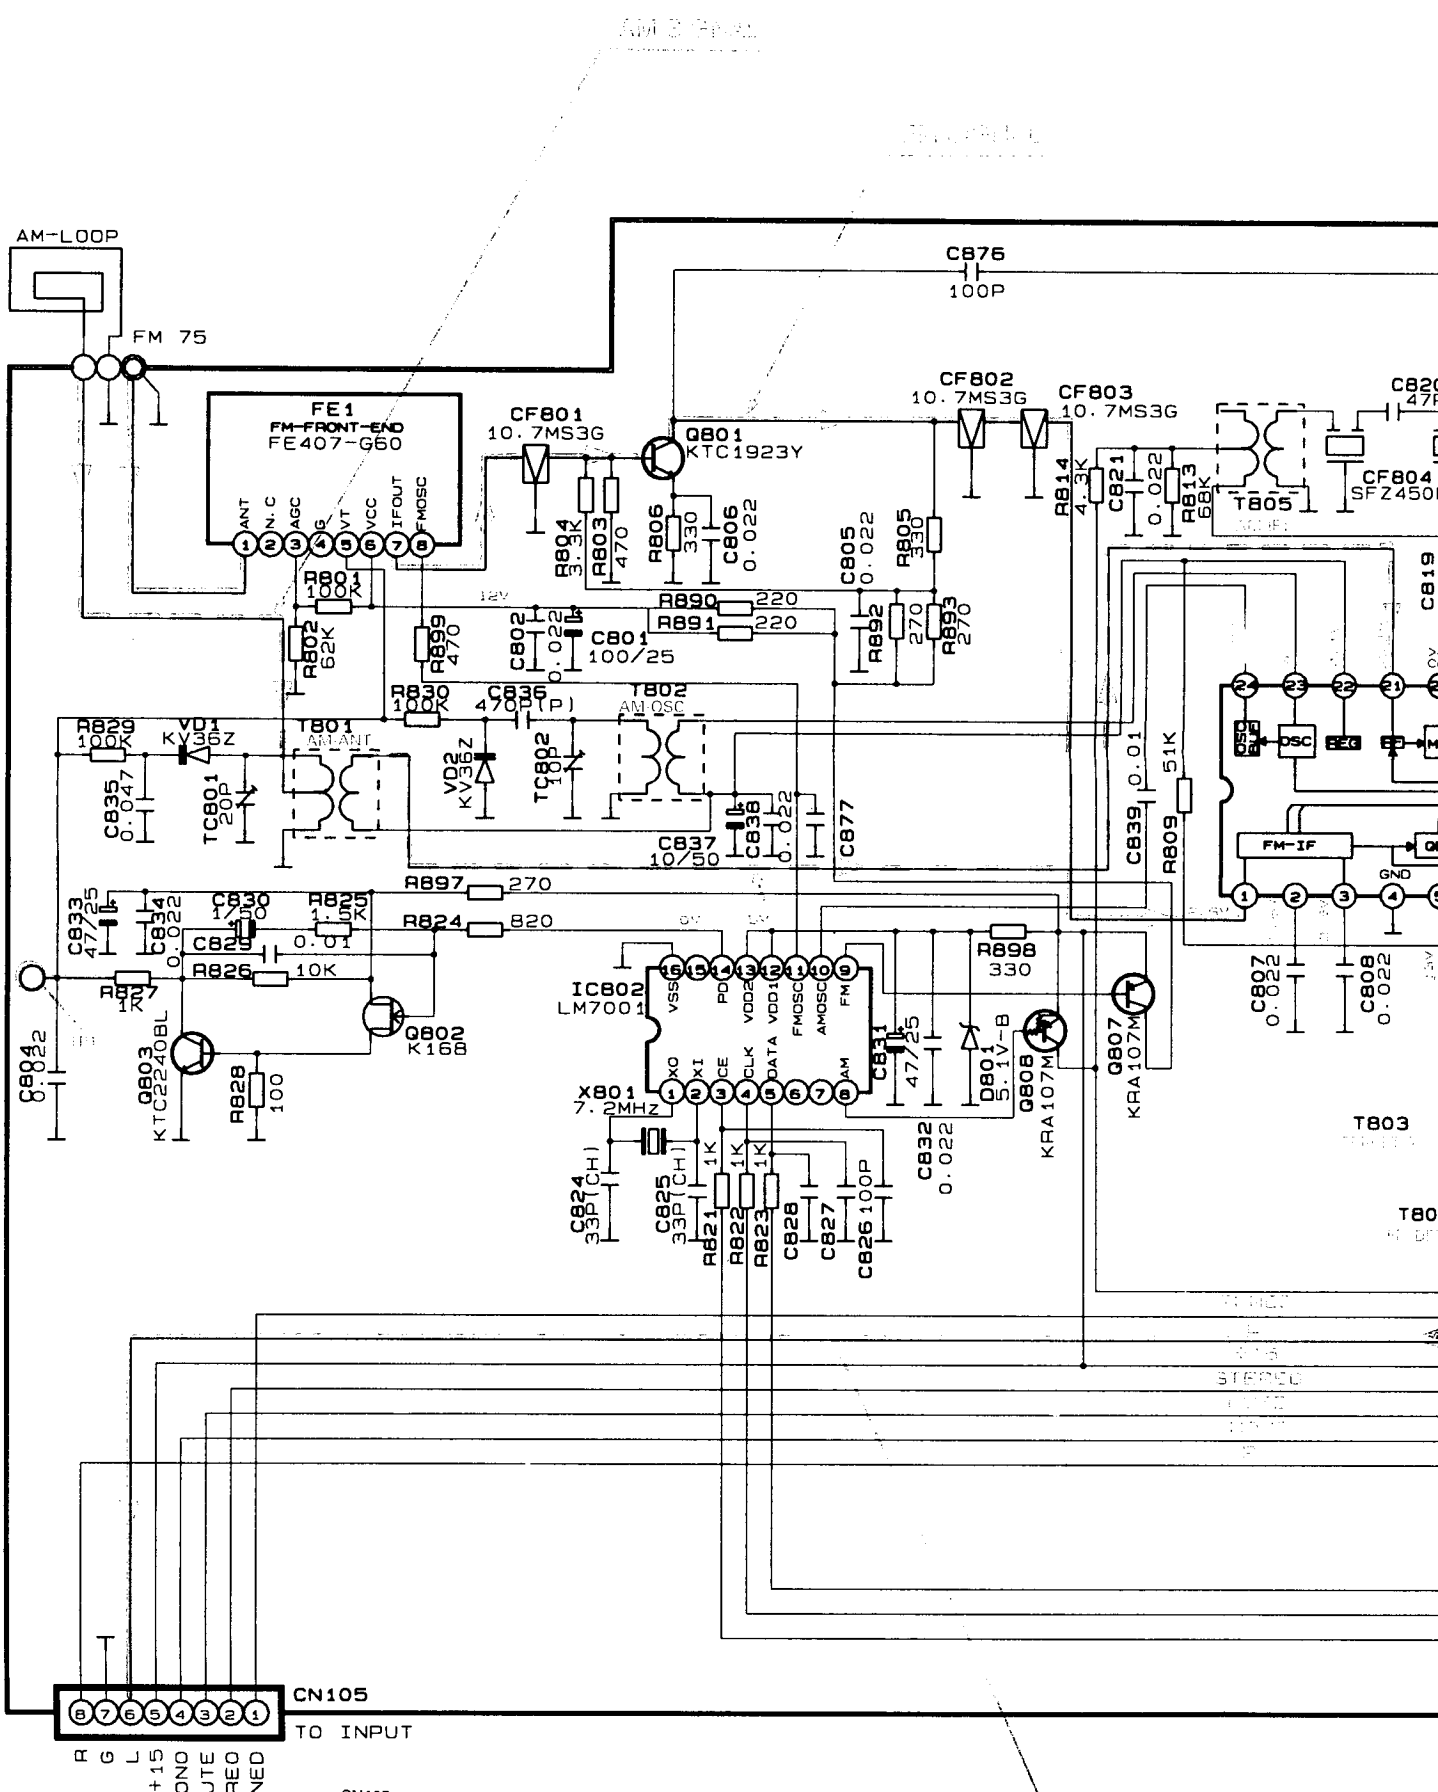 AM-LOOP
FM 75
C876
100P
FE1
FM-FRONT-END
FE407-G60
ANT
N.C
AGC
G
VT
VCC
IFOUT
FMOSC
1 2 3 4 5 6 7 8
CF801
10.7MS3G
Q801
KTC1923Y
CF802
10.7MS3G
CF803
10.7MS3G
R804
3.3K
R803
470
R806
330
C806
0.022
C805
0.022
R805
330
R814
4.3K
C821
0.022
R813
68K
T805
CF804
C819
R801
100K
R802
62K
R899
470
12V
C802
0.022
C801
100/25
R890
220
R891
220
R892
270
R893
270
R830
100K
C836
470P(P)
T802
AM-OSC
R829
100K
VD1
KV36Z
T801
AM-ANT
C835
0.047
TC801
20P
VD2
KV36Z
TC802
10P
C837
10/50
C838
0.022
C877
C839
0.01
R809
51K
24 23 22 21
OSC
BUF
OSC
REG
FM-IF
GND
1 2 3 4
C807
0.022
C808
0.022
C833
47/25
C834
0.022
C830
1/50
R825
1.5K
R897
270
R824
820
C829
0.01
R826
10K
R827
1K
C804
0.022
Q803
KTC2240BL
R828
100
Q802
K168
IC802
LM7001
16 15 14 13 12 11 10 9
VSS
PD
VDD2
VDD1
FMOSC
AMOSC
FM
XO
XI
CE
CLK
DATA
AM
1 2 3 4 5 6 7 8
X801
7.2MHz
R898
330
C831
47/25
C832
0.022
D801
5.1V-B
Q808
KRA107M
Q807
KRA107M
C824
33P(CH)
C825
33P(CH)
R821
1K
R822
1K
R823
1K
C828
C827
C826
100P
T803
STEREO
CN105
TO INPUT
8 7 6 5 4 3 2 1
R
G
L
+15